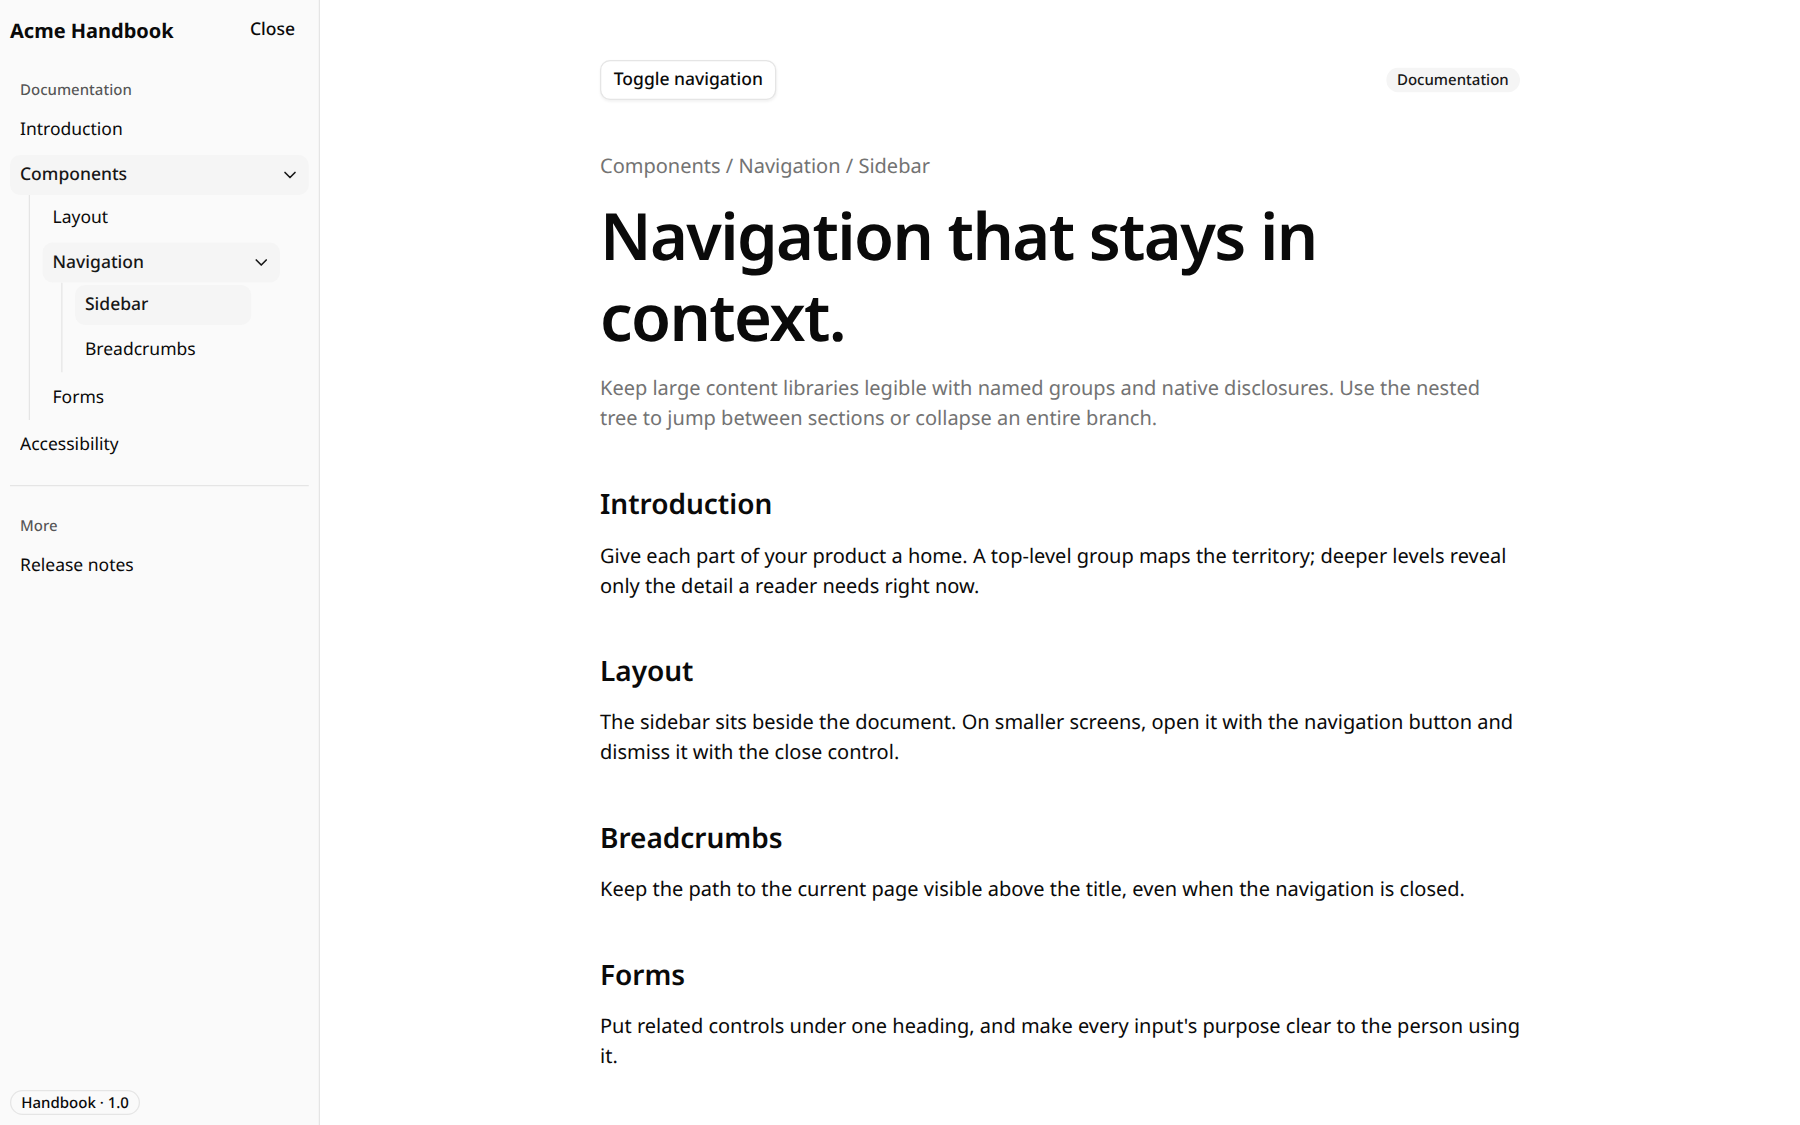 Acme Handbook
Close
Documentation
Introduction
Components
Layout
Navigation
Sidebar
Breadcrumbs
Forms
Accessibility
More
Release notes
Handbook · 1.0
Toggle navigation
Documentation
Components / Navigation / Sidebar
Navigation that stays in
context.
Keep large content libraries legible with named groups and native disclosures. Use the nested
tree to jump between sections or collapse an entire branch.
Introduction
Give each part of your product a home. A top-level group maps the territory; deeper levels reveal
only the detail a reader needs right now.
Layout
The sidebar sits beside the document. On smaller screens, open it with the navigation button and
dismiss it with the close control.
Breadcrumbs
Keep the path to the current page visible above the title, even when the navigation is closed.
Forms
Put related controls under one heading, and make every input's purpose clear to the person using
it.